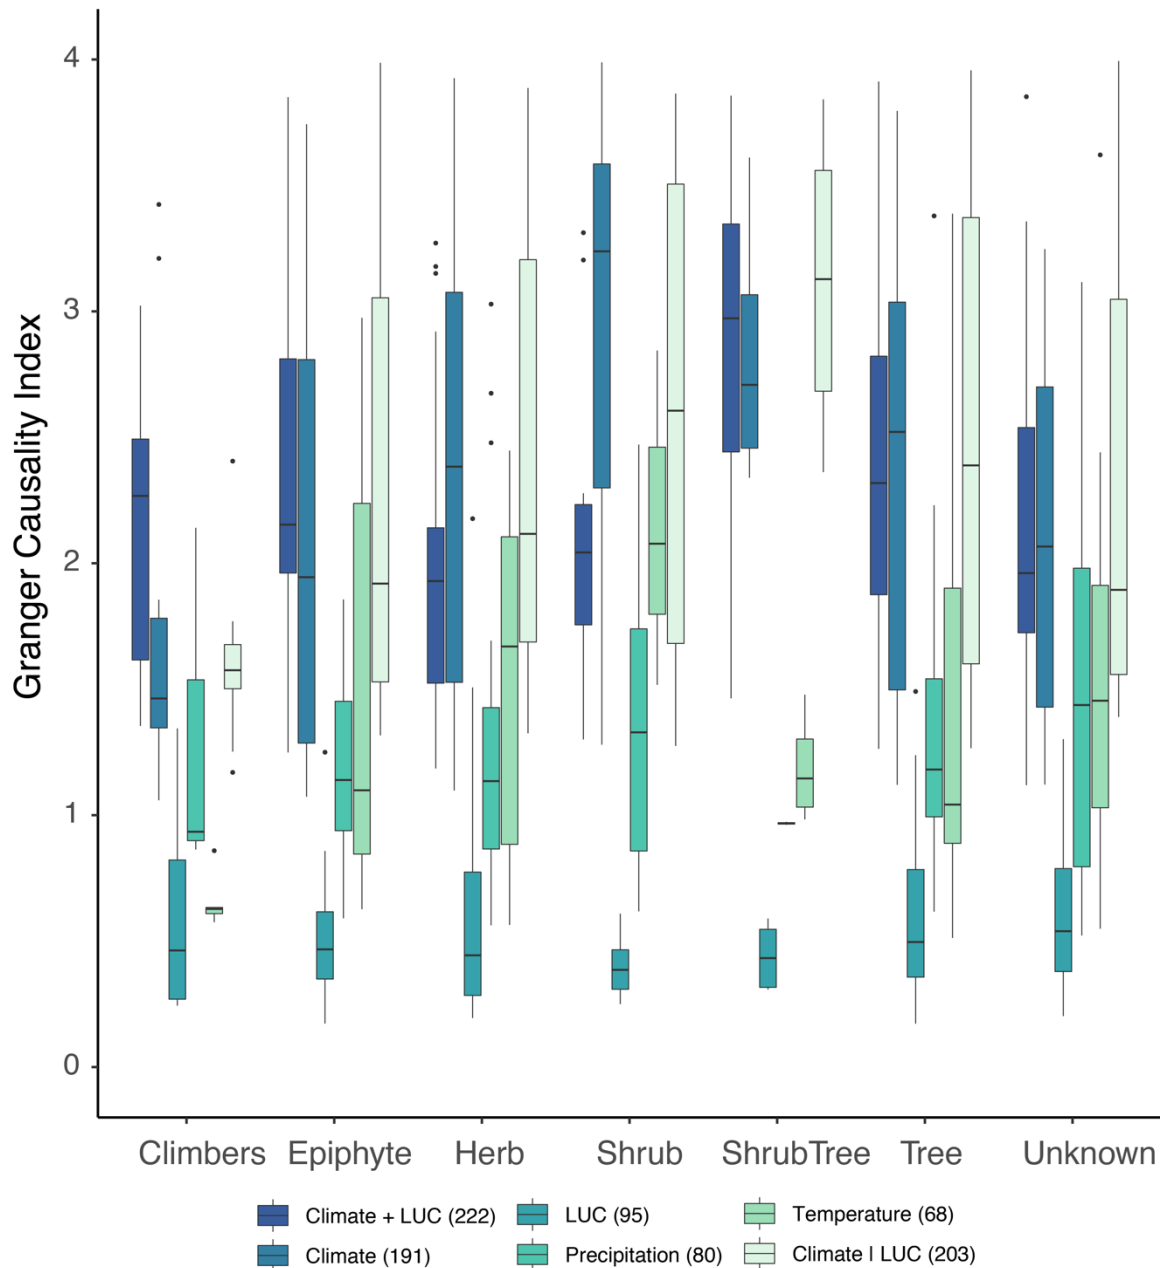 Granger Causality Index
4
3
2
1
0
Climbers Epiphyte Herb Shrub ShrubTree Tree Unknown
Climate + LUC (222) LUC (95) Temperature (68)
Climate (191) Precipitation (80) Climate | LUC (203)